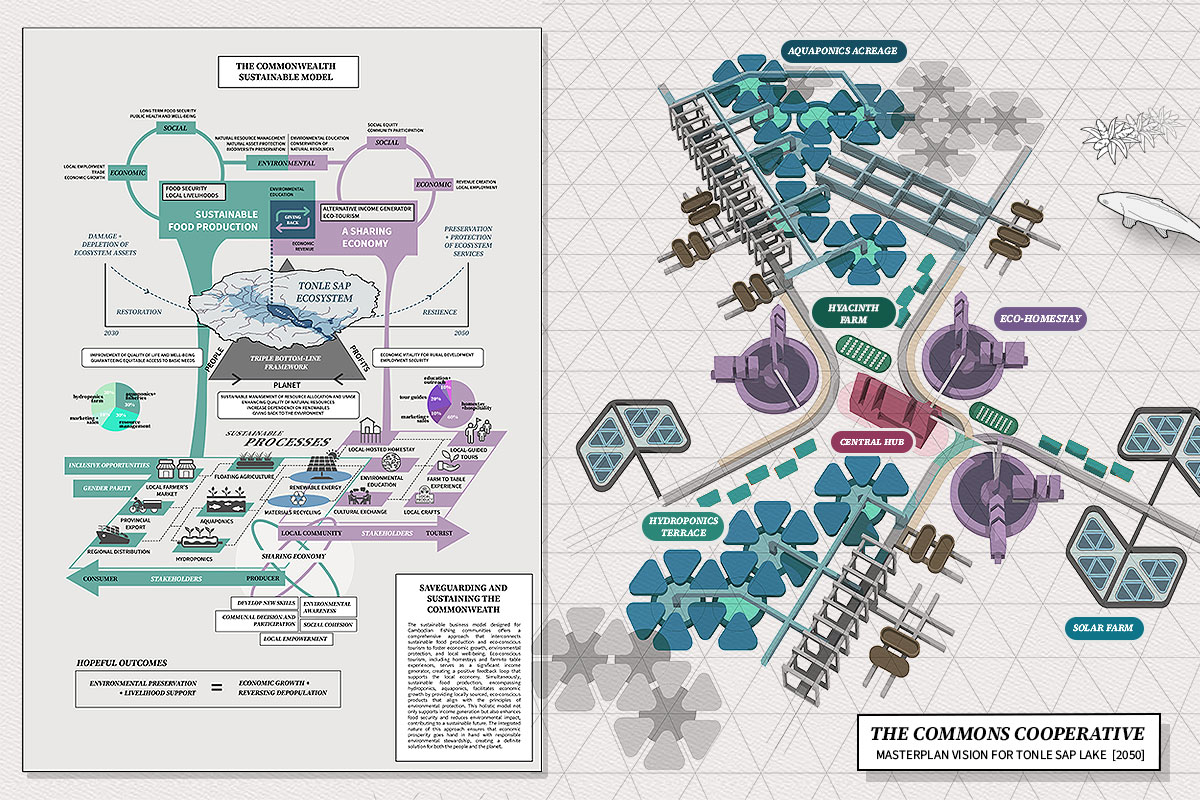 THE COMMONWEALTH
SUSTAINABLE MODEL
LONG TERM FOOD SECURITY
PUBLIC HEALTH AND WELL-BEING
SOCIAL
LOCAL EMPLOYMENT
TRADE
ECONOMIC GROWTH
ECONOMIC
NATURAL RESOURCE MANAGEMENT
NATURAL ASSET PROTECTION
BIODIVERSITY PRESERVATION
ENVIRONMENTAL EDUCATION
CONSERVATION OF
NATURAL RESOURCES
ENVIRONMENTAL
SOCIAL EQUITY
COMMUNITY PARTICIPATION
SOCIAL
ECONOMIC
REVENUE CREATION
LOCAL EMPLOYMENT
FOOD SECURITY
LOCAL LIVELIHOODS
SUSTAINABLE
FOOD PRODUCTION
ENVIRONMENTAL
EDUCATION
GIVING
BACK
ECONOMIC
REVENUE
ALTERNATIVE INCOME GENERATOR
ECO-TOURISM
A SHARING
ECONOMY
DAMAGE +
DEPLETION OF
ECOSYSTEM ASSETS
PRESERVATION
+ PROTECTION
OF ECOSYSTEM
SERVICES
TONLE SAP
ECOSYSTEM
RESTORATION
RESILIENCE
2030
2050
IMPROVEMENT OF QUALITY OF LIFE AND WELL-BEING
GUARANTEEING EQUITABLE ACCESS TO BASIC NEEDS
PEOPLE
TRIPLE BOTTOM-LINE
FRAMEWORK
PROFITS
PLANET
ECONOMIC VITALITY FOR RURAL DEVELOPMENT
EMPLOYMENT SECURITY
SUSTAINABLE MANAGEMENT OF RESOURCE ALLOCATION AND USAGE
ENHANCING QUALITY OF NATURAL RESOURCES
INCREASE DEPENDENCY ON RENEWABLES
GIVING BACK TO THE ENVIRONMENT
hydroponics
farm
aquaponics+
fisheries
marketing +
sales
resource
management
education+
outreach
tour guides
homestay
+hospitality
marketing+
sales
SUSTAINABLE
PROCESSES
INCLUSIVE OPPORTUNITIES
GENDER PARITY
LOCAL FARMER'S
MARKET
FLOATING AGRICULTURE
RENEWABLE ENERGY
LOCAL-HOSTED HOMESTAY
LOCAL-GUIDED
TOURS
ENVIRONMENTAL
EDUCATION
FARM TO TABLE
EXPERIENCE
PROVINCIAL
EXPORT
AQUAPONICS
MATERIALS RECYCLING
CULTURAL EXCHANGE
LOCAL CRAFTS
REGIONAL DISTRIBUTION
HYDROPONICS
LOCAL COMMUNITY
STAKEHOLDERS
TOURIST
SHARING ECONOMY
CONSUMER
STAKEHOLDERS
PRODUCER
DEVELOP NEW SKILLS
ENVIRONMENTAL
AWARENESS
COMMUNAL DECISION AND
PARTICIPATION
SOCIAL COHESION
LOCAL EMPOWERMENT
HOPEFUL OUTCOMES
ENVIRONMENTAL PRESERVATION
+ LIVELIHOOD SUPPORT
=
ECONOMIC GROWTH +
REVERSING DEPOPULATION
SAFEGUARDING AND
SUSTAINING THE
COMMONWEATH
The sustainable business model designed for
Cambodian fishing communities offers a
comprehensive approach that interconnects
sustainable food production and eco-conscious
tourism to foster economic growth, environmental
protection, and local well-being. Eco-conscious
tourism, including homestays and farm to table
experiences, serves as a significant income
generator, creating a positive feedback loop that
supports the local economy. Simultaneously,
sustainable food production, encompassing
hydroponics, aquaponics, facilitates economic
growth by providing locally sourced, eco-conscious
products that align with the principles of
environmental protection. This holistic model not
only supports income generation but also enhances
food security and reduces environmental impact,
contributing to a sustainable future. The integrated
nature of this approach ensures that economic
prosperity goes hand in hand with responsible
environmental stewardship, creating a definite
solution for both the people and the planet.
AQUAPONICS ACREAGE
HYACINTH
FARM
ECO-HOMESTAY
CENTRAL HUB
HYDROPONICS
TERRACE
SOLAR FARM
THE COMMONS COOPERATIVE
MASTERPLAN VISION FOR TONLE SAP LAKE [2050]